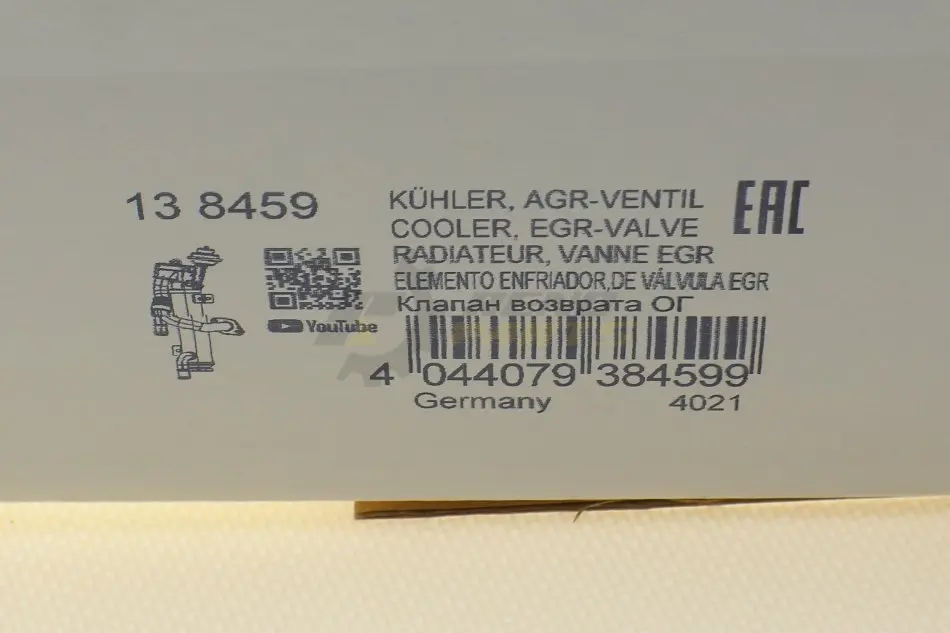 13 8459
KÜHLER, AGR-VENTIL
COOLER, EGR-VALVE
RADIATEUR, VANNE EGR
ELEMENTO ENFRIADOR,DE VÁLVULA EGR
Клапан возврата ОГ
EAC
YouTube
4 044079 384599
Germany 4021